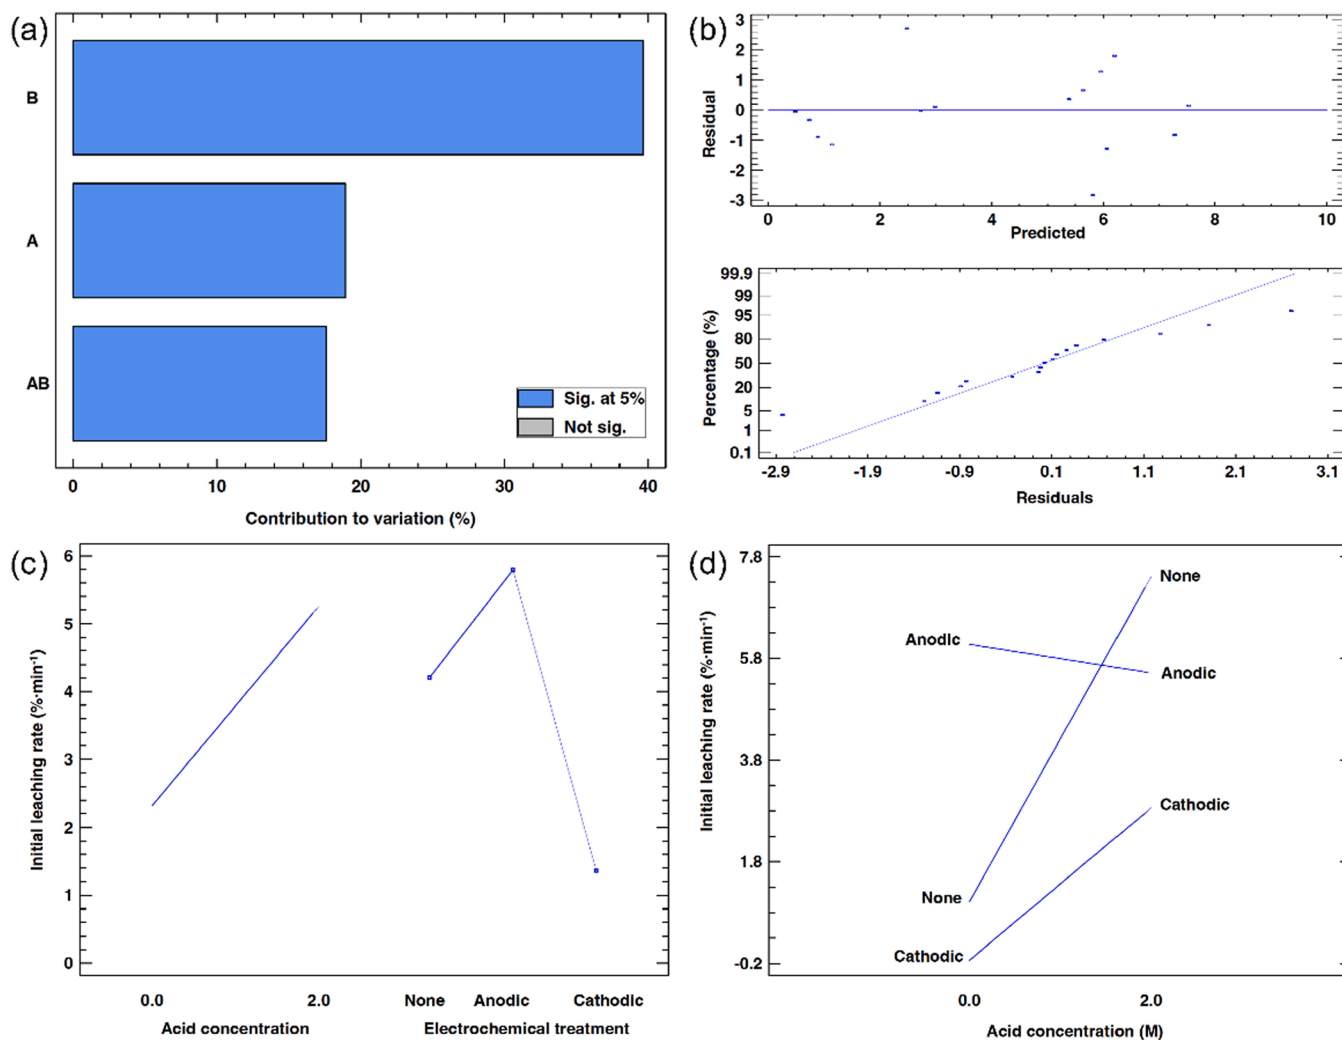 (a)
B
A
AB
Sig. at 5%
Not sig.
0 10 20 30 40
Contribution to variation (%)
(b)
3
2
1
0
-1
-2
-3
Residual
0 2 4 6 8 10
Predicted
99.9
99
95
80
50
20
5
1
0.1
Percentage (%)
-2.9 -1.9 -0.9 0.1 1.1 2.1 3.1
Residuals
(c)
6
5
4
3
2
1
0
Initial leaching rate (%·min⁻¹)
0.0 2.0 None Anodic Cathodic
Acid concentration Electrochemical treatment
(d)
7.8
5.8
3.8
1.8
-0.2
Initial leaching rate (%·min⁻¹)
None
Anodic
Anodic
Cathodic
None
Cathodic
0.0 2.0
Acid concentration (M)